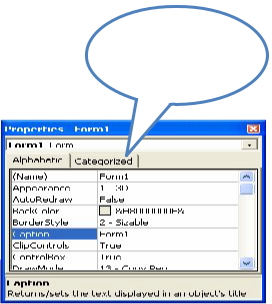 Properties - Form1
Form1 Form
Alphabetic Categorized
(Name) Form1
Appearance 1 - 3D
AutoRedraw False
BackColor &H8000000F&
BorderStyle 2 - Sizable
Caption Form1
ClipControls True
ControlBox True
DrawMode 13 - Copy Pen
Caption
Returns/sets the text displayed in an object's title